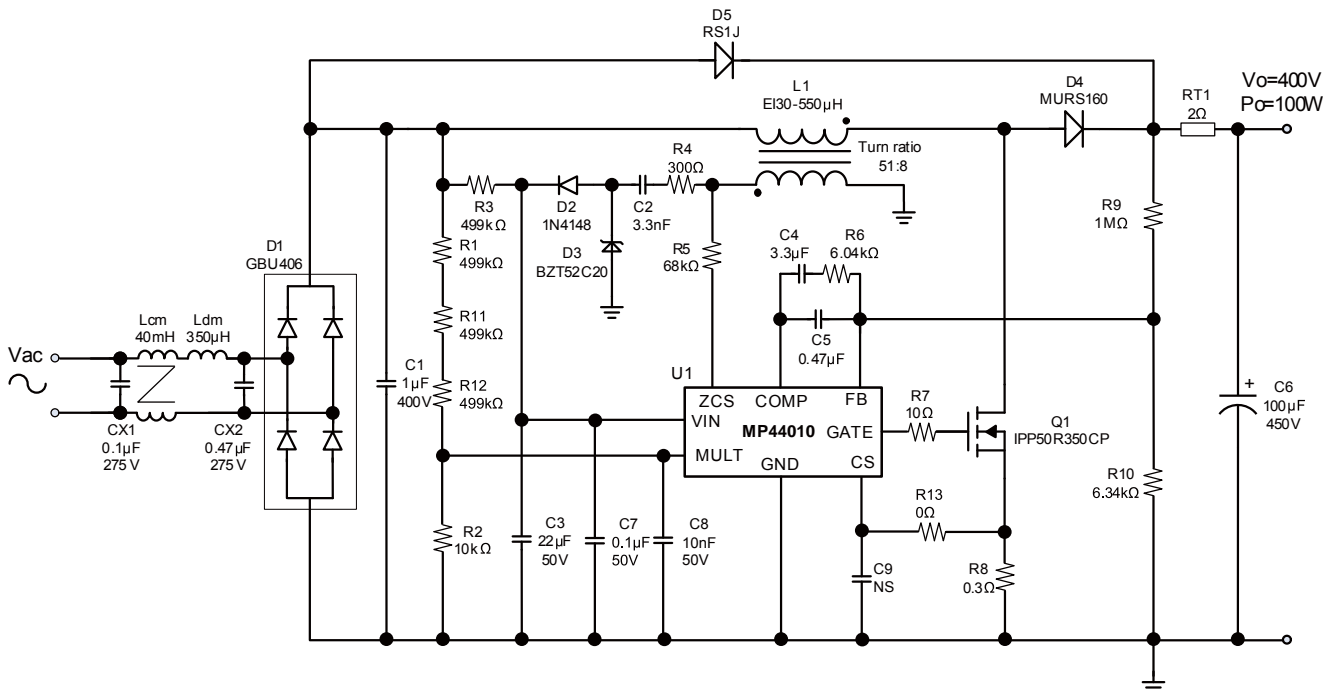 D5
RS1J
L1
EI30-550µH
D4
MURS160
RT1
2Ω
Vo=400V
Po=100W
Turn ratio
51:8
R4
300Ω
R3
499kΩ
D2
1N4148
C2
3.3nF
R9
1MΩ
D1
GBU406
R1
499kΩ
D3
BZT52C20
R5
68kΩ
C4
3.3µF
R6
6.04kΩ
R11
499kΩ
C5
0.47µF
Lcm
40mH
Ldm
350µH
Vac
C1
1µF
400V
R12
499kΩ
U1
ZCS
COMP
FB
VIN
MP44010
GATE
MULT
GND
CS
R7
10Ω
Q1
IPP50R350CP
+
C6
100µF
450V
CX1
0.1µF
275V
CX2
0.47µF
275V
R10
6.34kΩ
R13
0Ω
R2
10kΩ
C3
22µF
50V
C7
0.1µF
50V
C8
10nF
50V
C9
NS
R8
0.3Ω